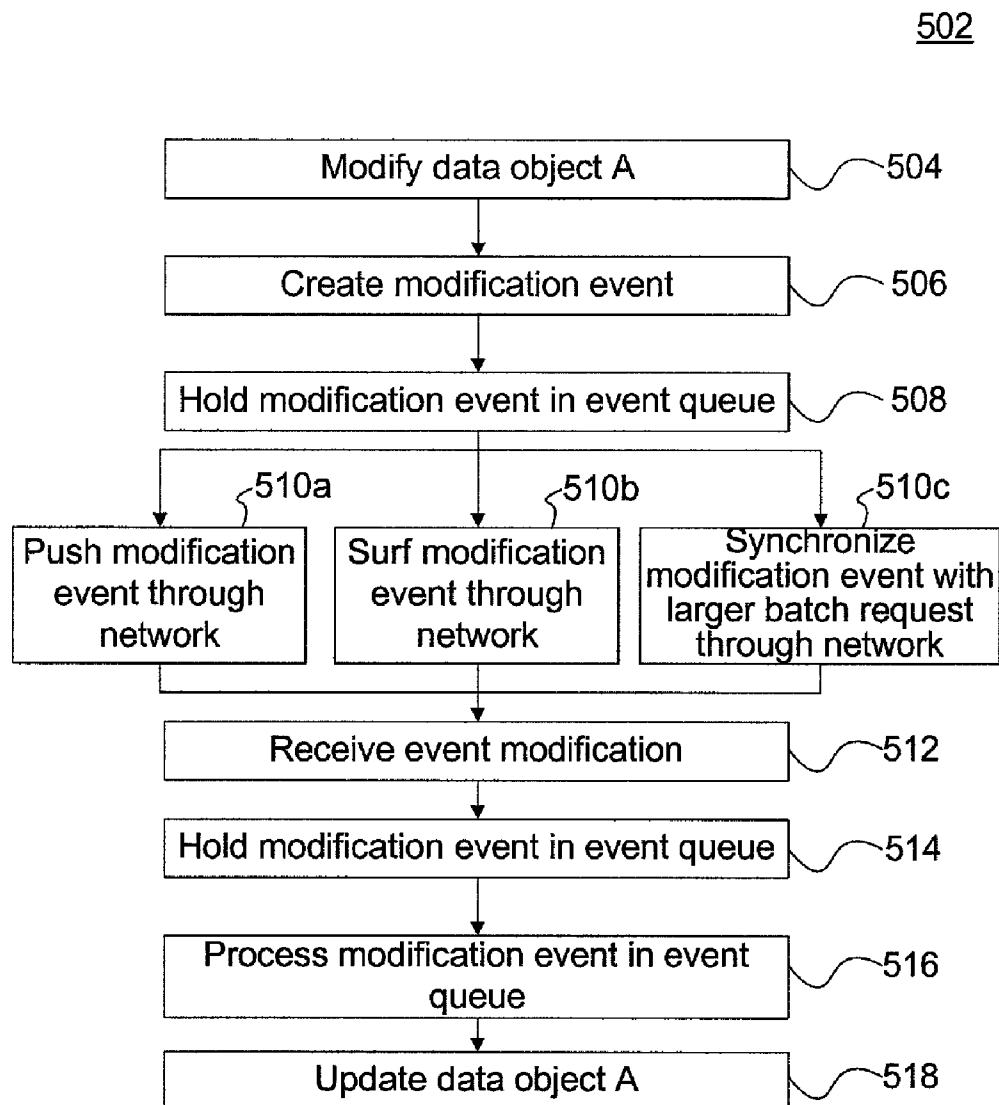 502
Modify data object A
504
Create modification event
506
Hold modification event in event queue
508
510a
510b
510c
Push modification
event through
network
Surf modification
event through
network
Synchronize
modification event with
larger batch request
through network
Receive event modification
512
Hold modification event in event queue
514
Process modification event in event
queue
516
Update data object A
518